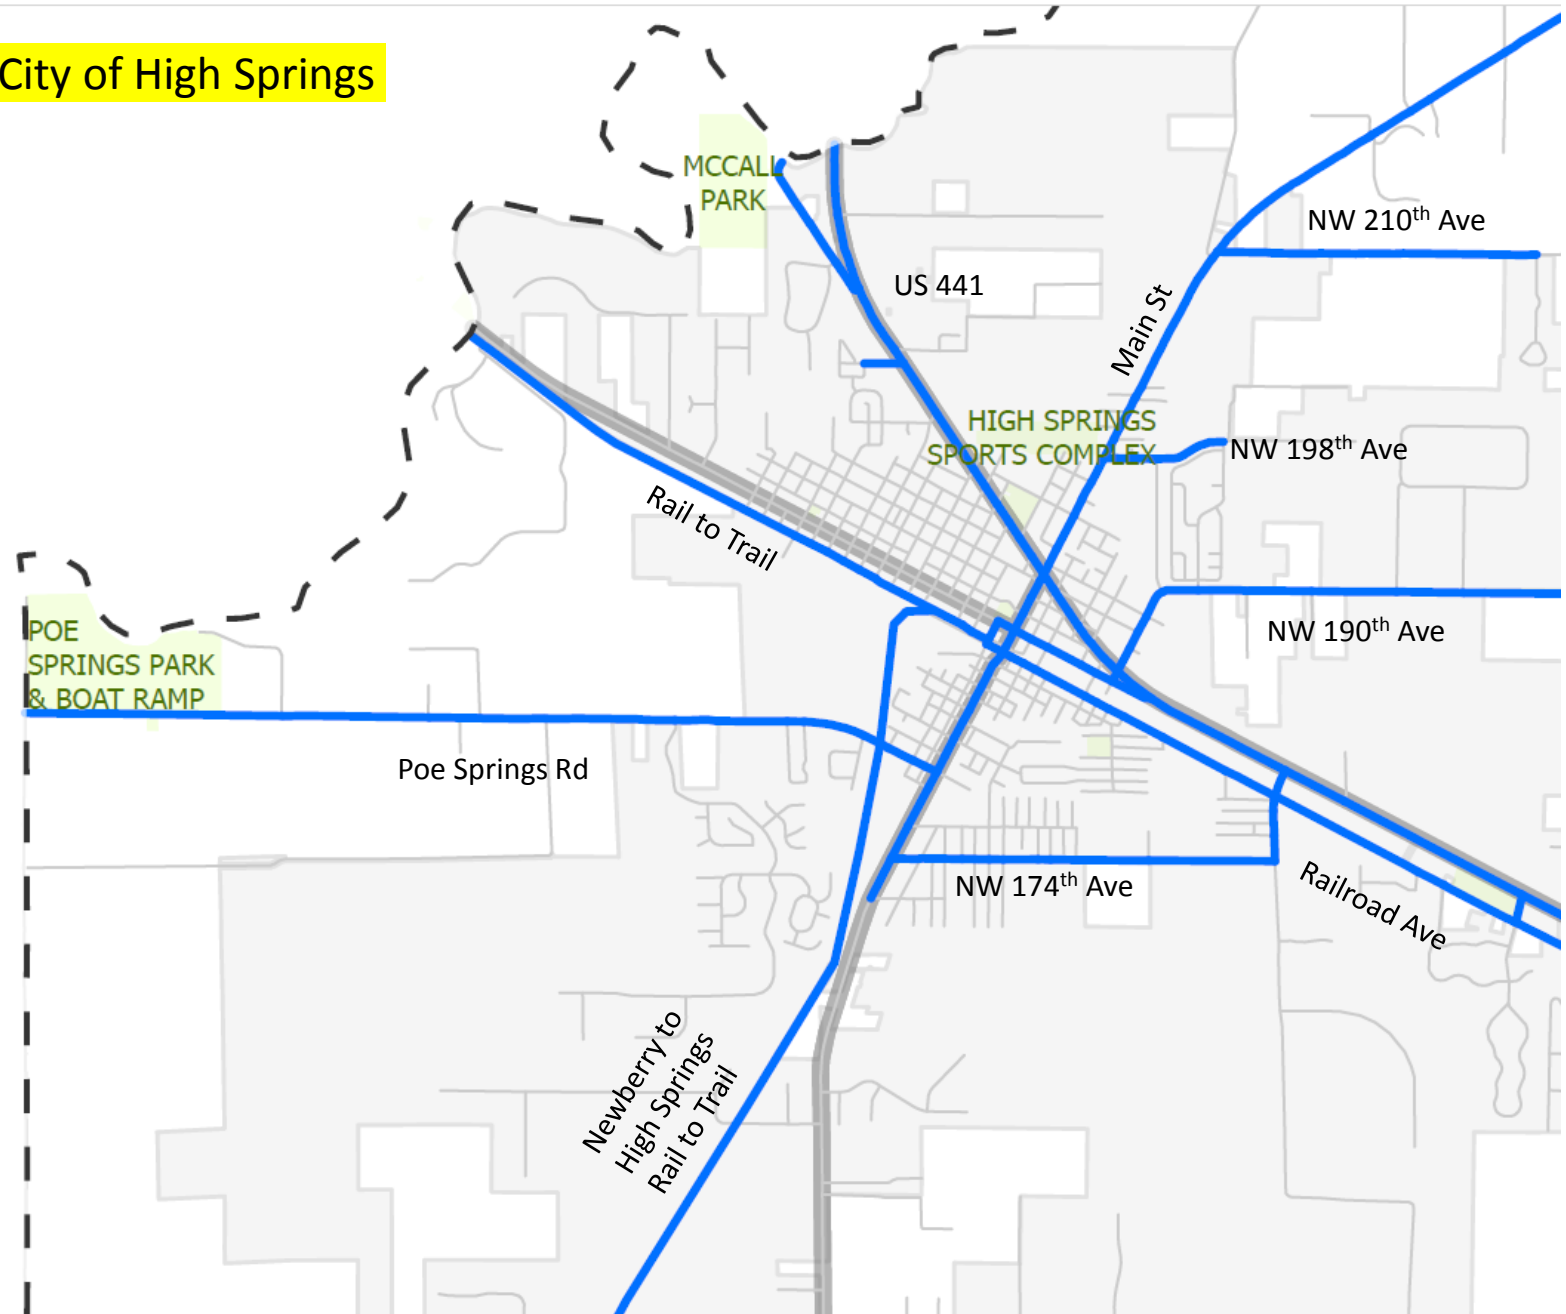 City of High Springs
MCCALL
PARK
NW 210th Ave
US 441
Main St
HIGH SPRINGS
SPORTS COMPLEX
NW 198th Ave
Rail to Trail
POE
SPRINGS PARK
& BOAT RAMP
NW 190th Ave
Poe Springs Rd
NW 174th Ave
Railroad Ave
Newberry to
High Springs
Rail to Trail